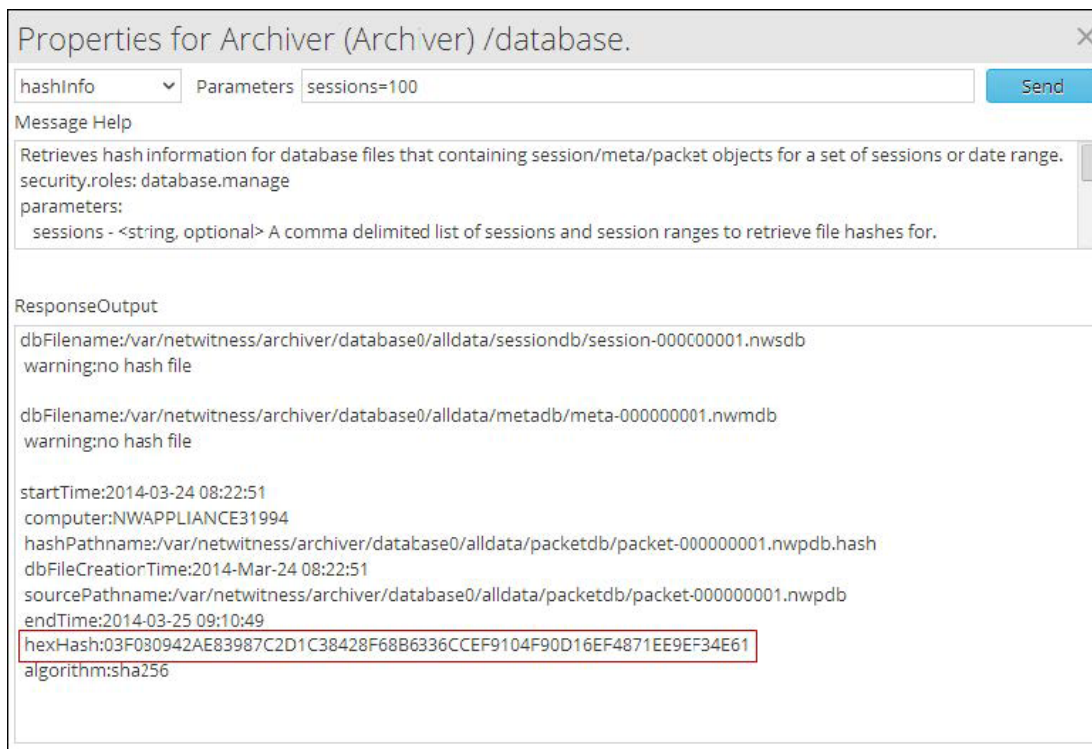 Properties for Archiver (Archiver) /database.
hashInfo Parameters sessions=100 Send
Message Help
Retrieves hash information for database files that containing session/meta/packet objects for a set of sessions or date range.
security.roles: database.manage
parameters:
sessions - <string, optional> A comma delimited list of sessions and session ranges to retrieve file hashes for.
ResponseOutput
dbFilename:/var/netwitness/archiver/database0/alldata/sessiondb/session-000000001.nwsdb
warning:no hash file
dbFilename:/var/netwitness/archiver/database0/alldata/metadb/meta-000000001.nwmdb
warning:no hash file
startTime:2014-03-24 08:22:51
computer:NWAPPLIANCE31994
hashPathname:/var/netwitness/archiver/database0/alldata/packetdb/packet-000000001.nwpdb.hash
dbFileCreationTime:2014-Mar-24 08:22:51
sourcePathname:/var/netwitness/archiver/database0/alldata/packetdb/packet-000000001.nwpdb
endTime:2014-03-25 09:10:49
hexHash:03F080942AE83987C2D1C38428F68B6336CCEF9104F90D16EF4871EE9EF34E61
algorithm:sha256